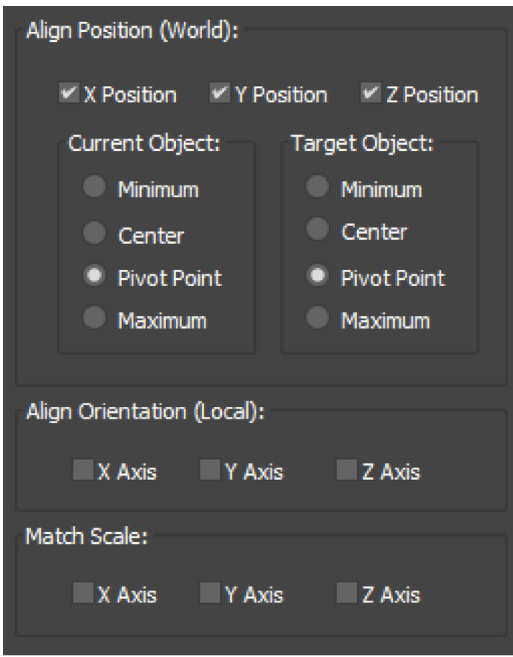 Align Position (World):
X Position Y Position Z Position
Current Object: Target Object:
Minimum Minimum
Center Center
Pivot Point Pivot Point
Maximum Maximum
Align Orientation (Local):
X Axis Y Axis Z Axis
Match Scale:
X Axis Y Axis Z Axis